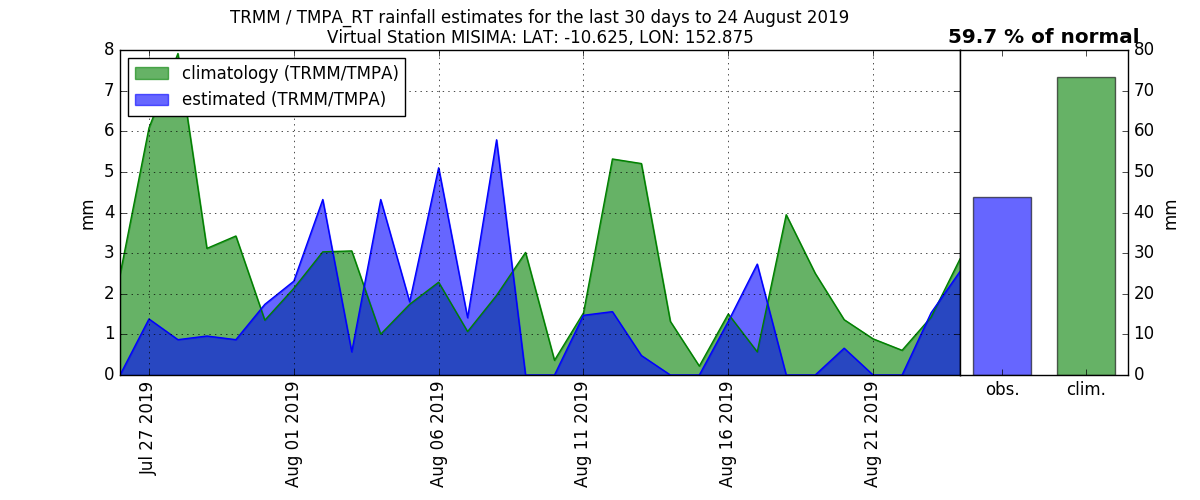 TRMM / TMPA_RT rainfall estimates for the last 30 days to 24 August 2019
Virtual Station MISIMA: LAT: -10.625, LON: 152.875
59.7 % of normal
climatology (TRMM/TMPA)
estimated (TRMM/TMPA)
8
7
6
5
4
3
2
1
0
mm
Jul 27 2019
Aug 01 2019
Aug 06 2019
Aug 11 2019
Aug 16 2019
Aug 21 2019
80
70
60
50
40
30
20
10
0
mm
obs.
clim.